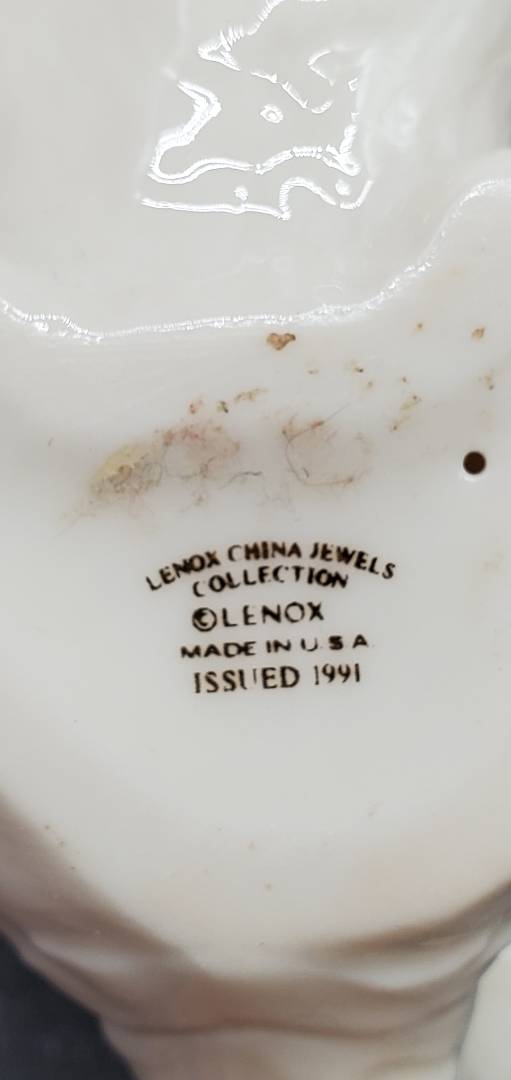 LENOX CHINA JEWELS
COLLECTION
©LENOX
MADE IN U.S.A.
ISSUED 1991